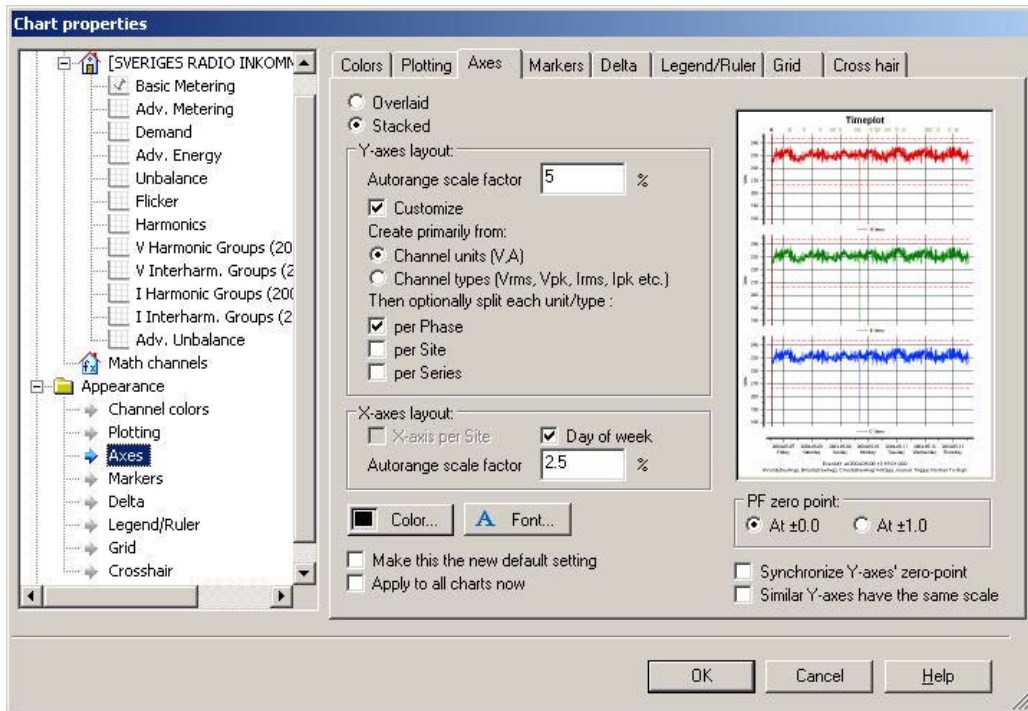 Chart properties
[SVERIGES RADIO INKOMM
Basic Metering
Adv. Metering
Demand
Adv. Energy
Unbalance
Flicker
Harmonics
V Harmonic Groups (20
V Interharm. Groups (2
I Harmonic Groups (200
I Interharm. Groups (2
Adv. Unbalance
Math channels
Appearance
Channel colors
Plotting
Axes
Markers
Delta
Legend/Ruler
Grid
Crosshair
Colors
Plotting
Axes
Markers
Delta
Legend/Ruler
Grid
Cross hair
Overlaid
Stacked
Y-axes layout:
Autorange scale factor 5 %
Customize
Create primarily from:
Channel units (V,A)
Channel types (Vrms, Vpk, Irms, Ipk etc.)
Then optionally split each unit/type :
per Phase
per Site
per Series
X-axes layout:
X-axis per Site
Day of week
Autorange scale factor 2.5 %
Color...
A Font...
Make this the new default setting
Apply to all charts now
Timeplot
PF zero point:
At ±0.0
At ±1.0
Synchronize Y-axes' zero-point
Similar Y-axes have the same scale
OK
Cancel
Help